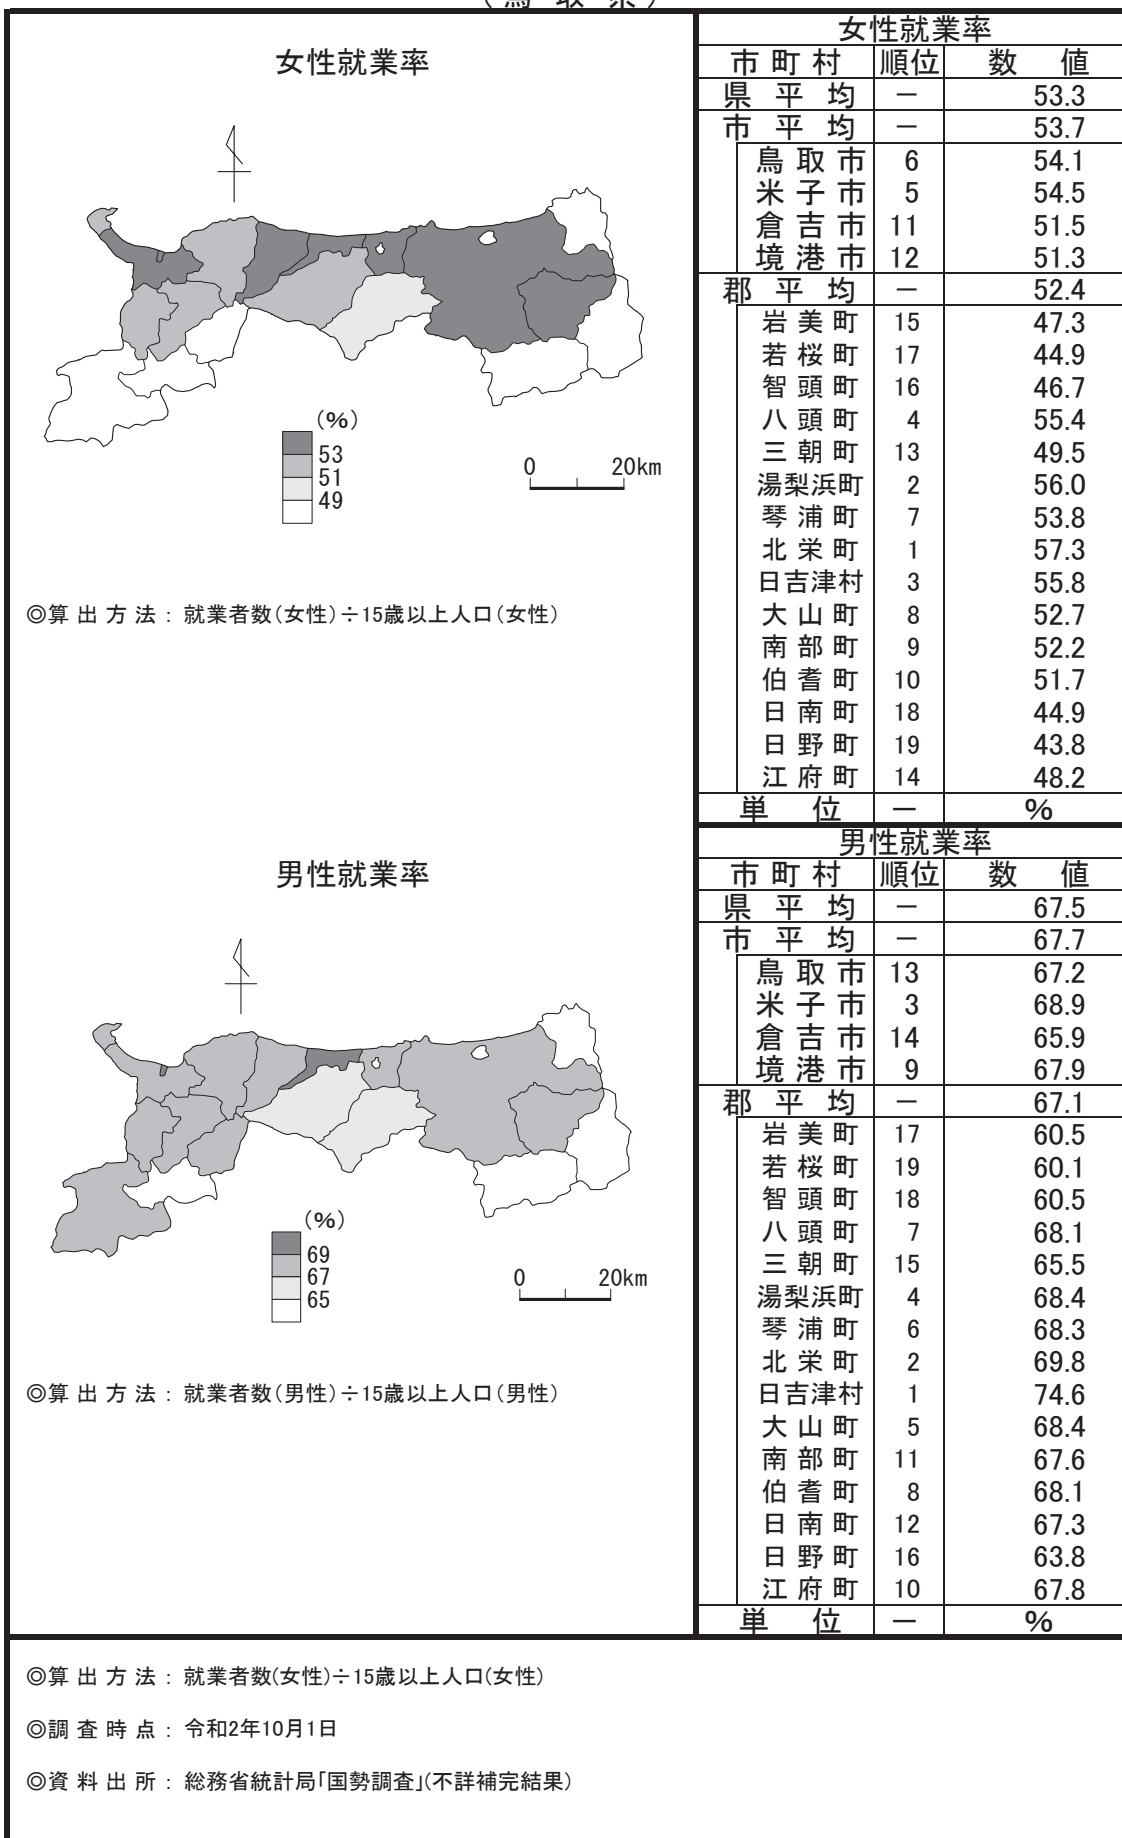 (鳥 取 県)
女性就業率
(%)
53
51
49
0 20km
◎算 出 方 法 : 就業者数(女性)÷15歳以上人口(女性)
女性就業率
市 町 村 順位 数 値
県 平 均 － 53.3
市 平 均 － 53.7
鳥 取 市 6 54.1
米 子 市 5 54.5
倉 吉 市 11 51.5
境 港 市 12 51.3
郡 平 均 － 52.4
岩 美 町 15 47.3
若 桜 町 17 44.9
智 頭 町 16 46.7
八 頭 町 4 55.4
三 朝 町 13 49.5
湯梨浜町 2 56.0
琴 浦 町 7 53.8
北 栄 町 1 57.3
日吉津村 3 55.8
大 山 町 8 52.7
南 部 町 9 52.2
伯 耆 町 10 51.7
日 南 町 18 44.9
日 野 町 19 43.8
江 府 町 14 48.2
単 位 － %
男性就業率
(%)
69
67
65
0 20km
◎算 出 方 法 : 就業者数(男性)÷15歳以上人口(男性)
男性就業率
市 町 村 順位 数 値
県 平 均 － 67.5
市 平 均 － 67.7
鳥 取 市 13 67.2
米 子 市 3 68.9
倉 吉 市 14 65.9
境 港 市 9 67.9
郡 平 均 － 67.1
岩 美 町 17 60.5
若 桜 町 19 60.1
智 頭 町 18 60.5
八 頭 町 7 68.1
三 朝 町 15 65.5
湯梨浜町 4 68.4
琴 浦 町 6 68.3
北 栄 町 2 69.8
日吉津村 1 74.6
大 山 町 5 68.4
南 部 町 11 67.6
伯 耆 町 8 68.1
日 南 町 12 67.3
日 野 町 16 63.8
江 府 町 10 67.8
単 位 － %
◎算 出 方 法 : 就業者数(女性)÷15歳以上人口(女性)
◎調 査 時 点 : 令和2年10月1日
◎資 料 出 所 : 総務省統計局「国勢調査」(不詳補完結果)